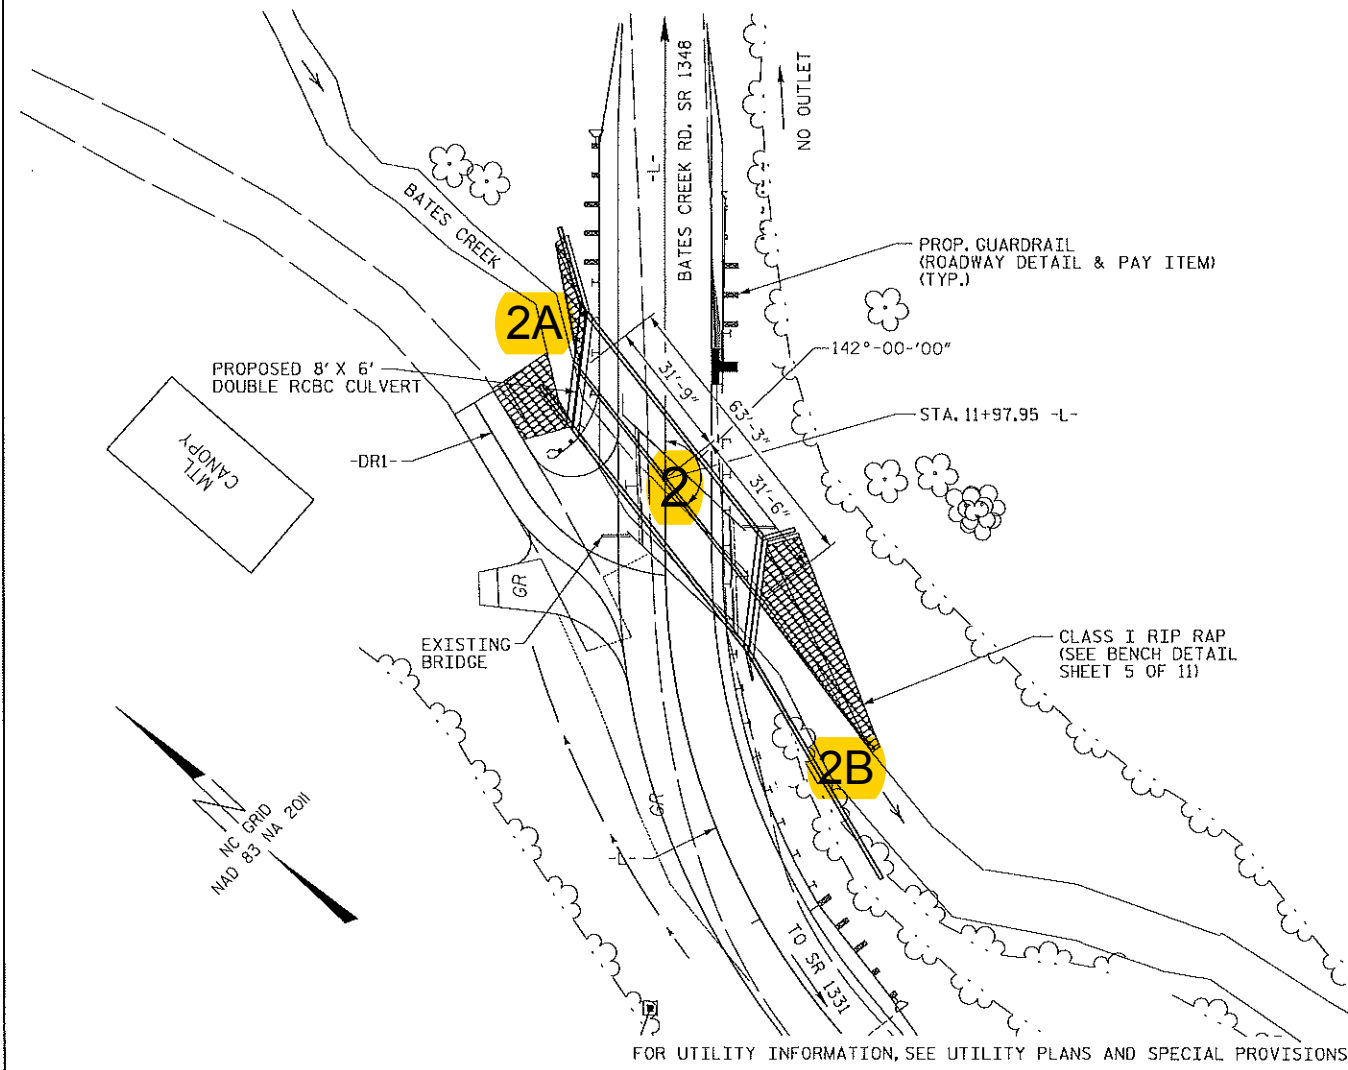 BATES CREEK RD. SR 1348
-L-
NO OUTLET
BATES CREEK
PROP. GUARDRAIL
(ROADWAY DETAIL & PAY ITEM)
(TYP.)
2A
142°-00-'00"
PROPOSED 8' X 6'
DOUBLE RCBC CULVERT
31'-9"
63'-3"
STA. 11+97.95 -L-
MTL
CANOPY
-DR1-
2
31'-6"
GR
EXISTING
BRIDGE
CLASS I RIP RAP
(SEE BENCH DETAIL
SHEET 5 OF 11)
2B
NC GRID
NAD 83 NA 2011
GR
-L-
TO SR 1331
FOR UTILITY INFORMATION, SEE UTILITY PLANS AND SPECIAL PROVISIONS